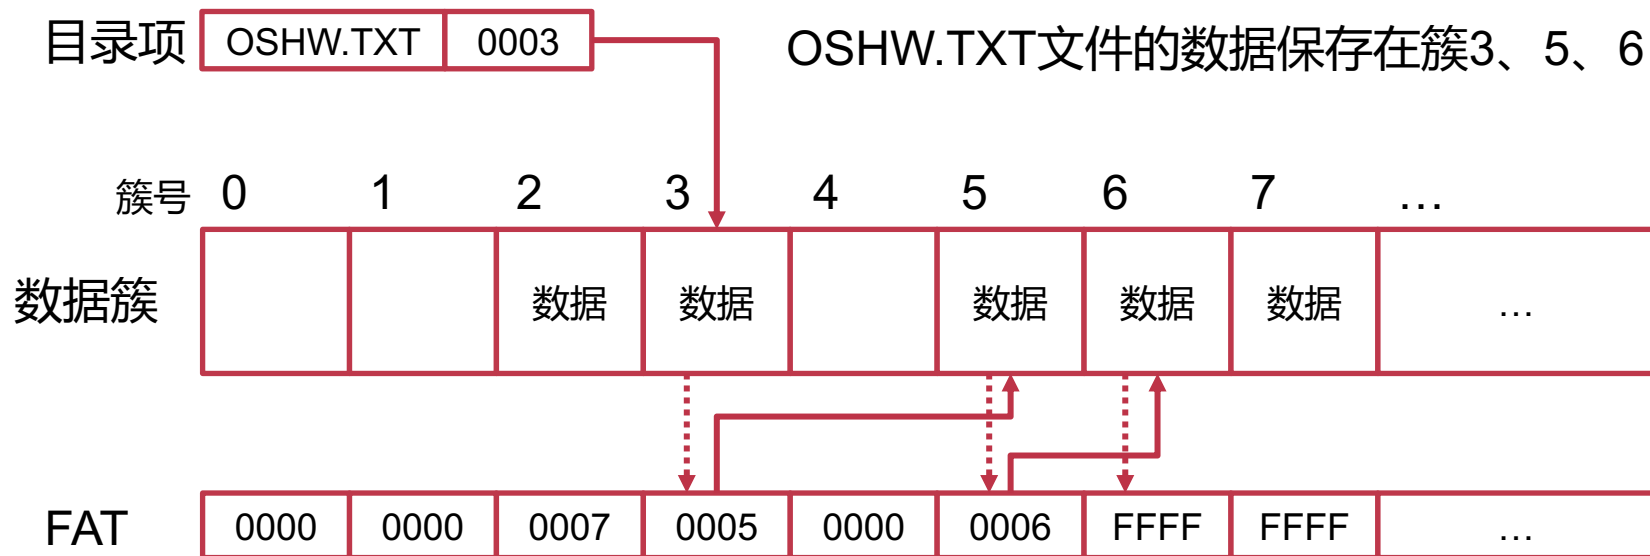 目录项 OSHW.TXT 0003 OSHW.TXT文件的数据保存在簇3、5、6
簇号 0 1 2 3 4 5 6 7 …
数据簇 数据 数据 数据 数据 数据 …
FAT 0000 0000 0007 0005 0000 0006 FFFF FFFF …